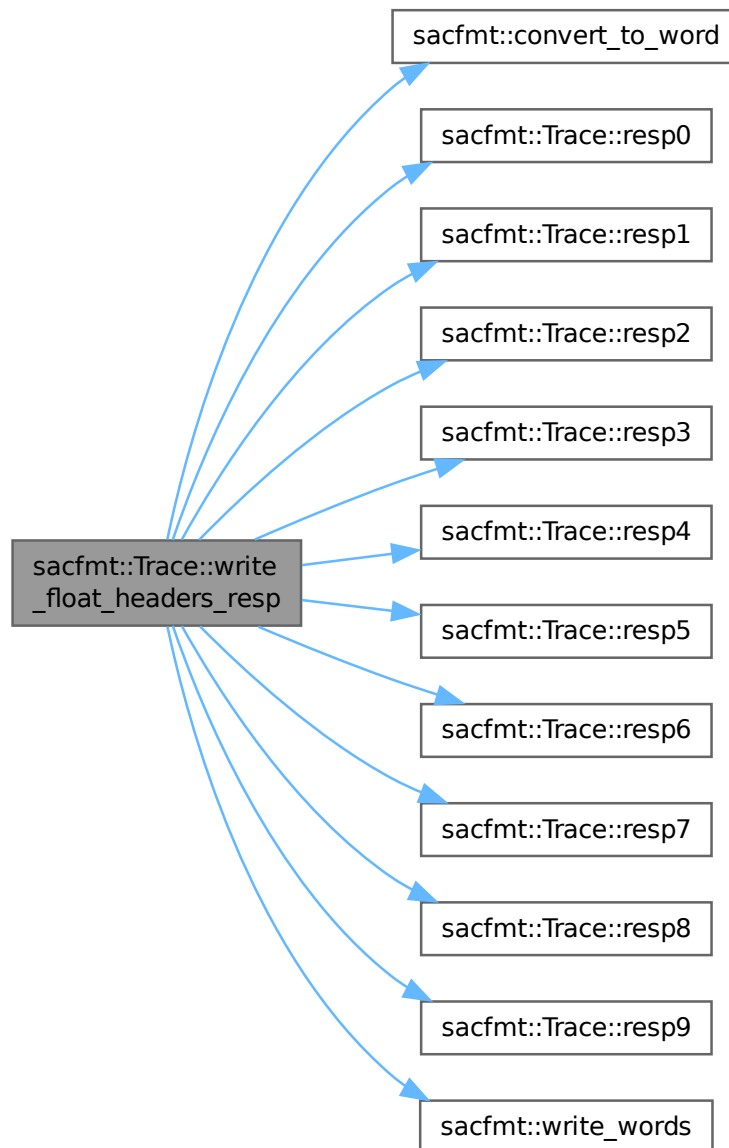 sacfmt::convert_to_word
sacfmt::Trace::resp0
sacfmt::Trace::resp1
sacfmt::Trace::resp2
sacfmt::Trace::resp3
sacfmt::Trace::resp4
sacfmt::Trace::write
_float_headers_resp
sacfmt::Trace::resp5
sacfmt::Trace::resp6
sacfmt::Trace::resp7
sacfmt::Trace::resp8
sacfmt::Trace::resp9
sacfmt::write_words